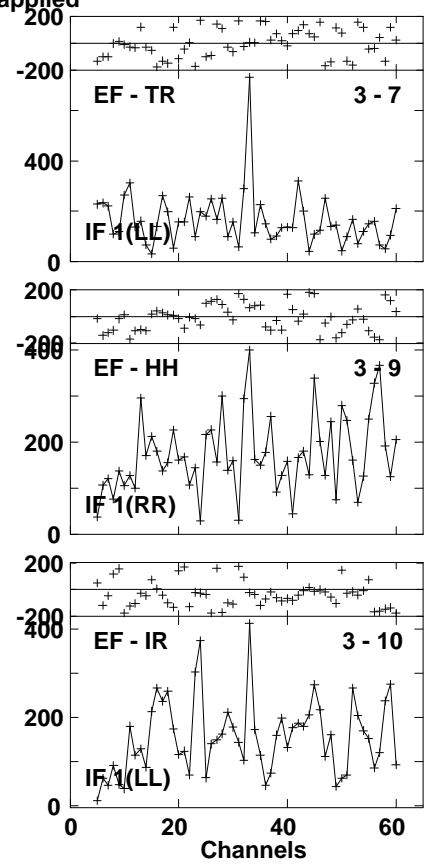 applied
200
-200
EF - TR 3 - 7
400
200
IF 1(LL)
0
200
-200
400
EF - HH 3 - 9
200
IF 1(RR)
0
200
-200
400
EF - IR 3 - 10
200
IF 1(LL)
0
0 20 40 60
Channels